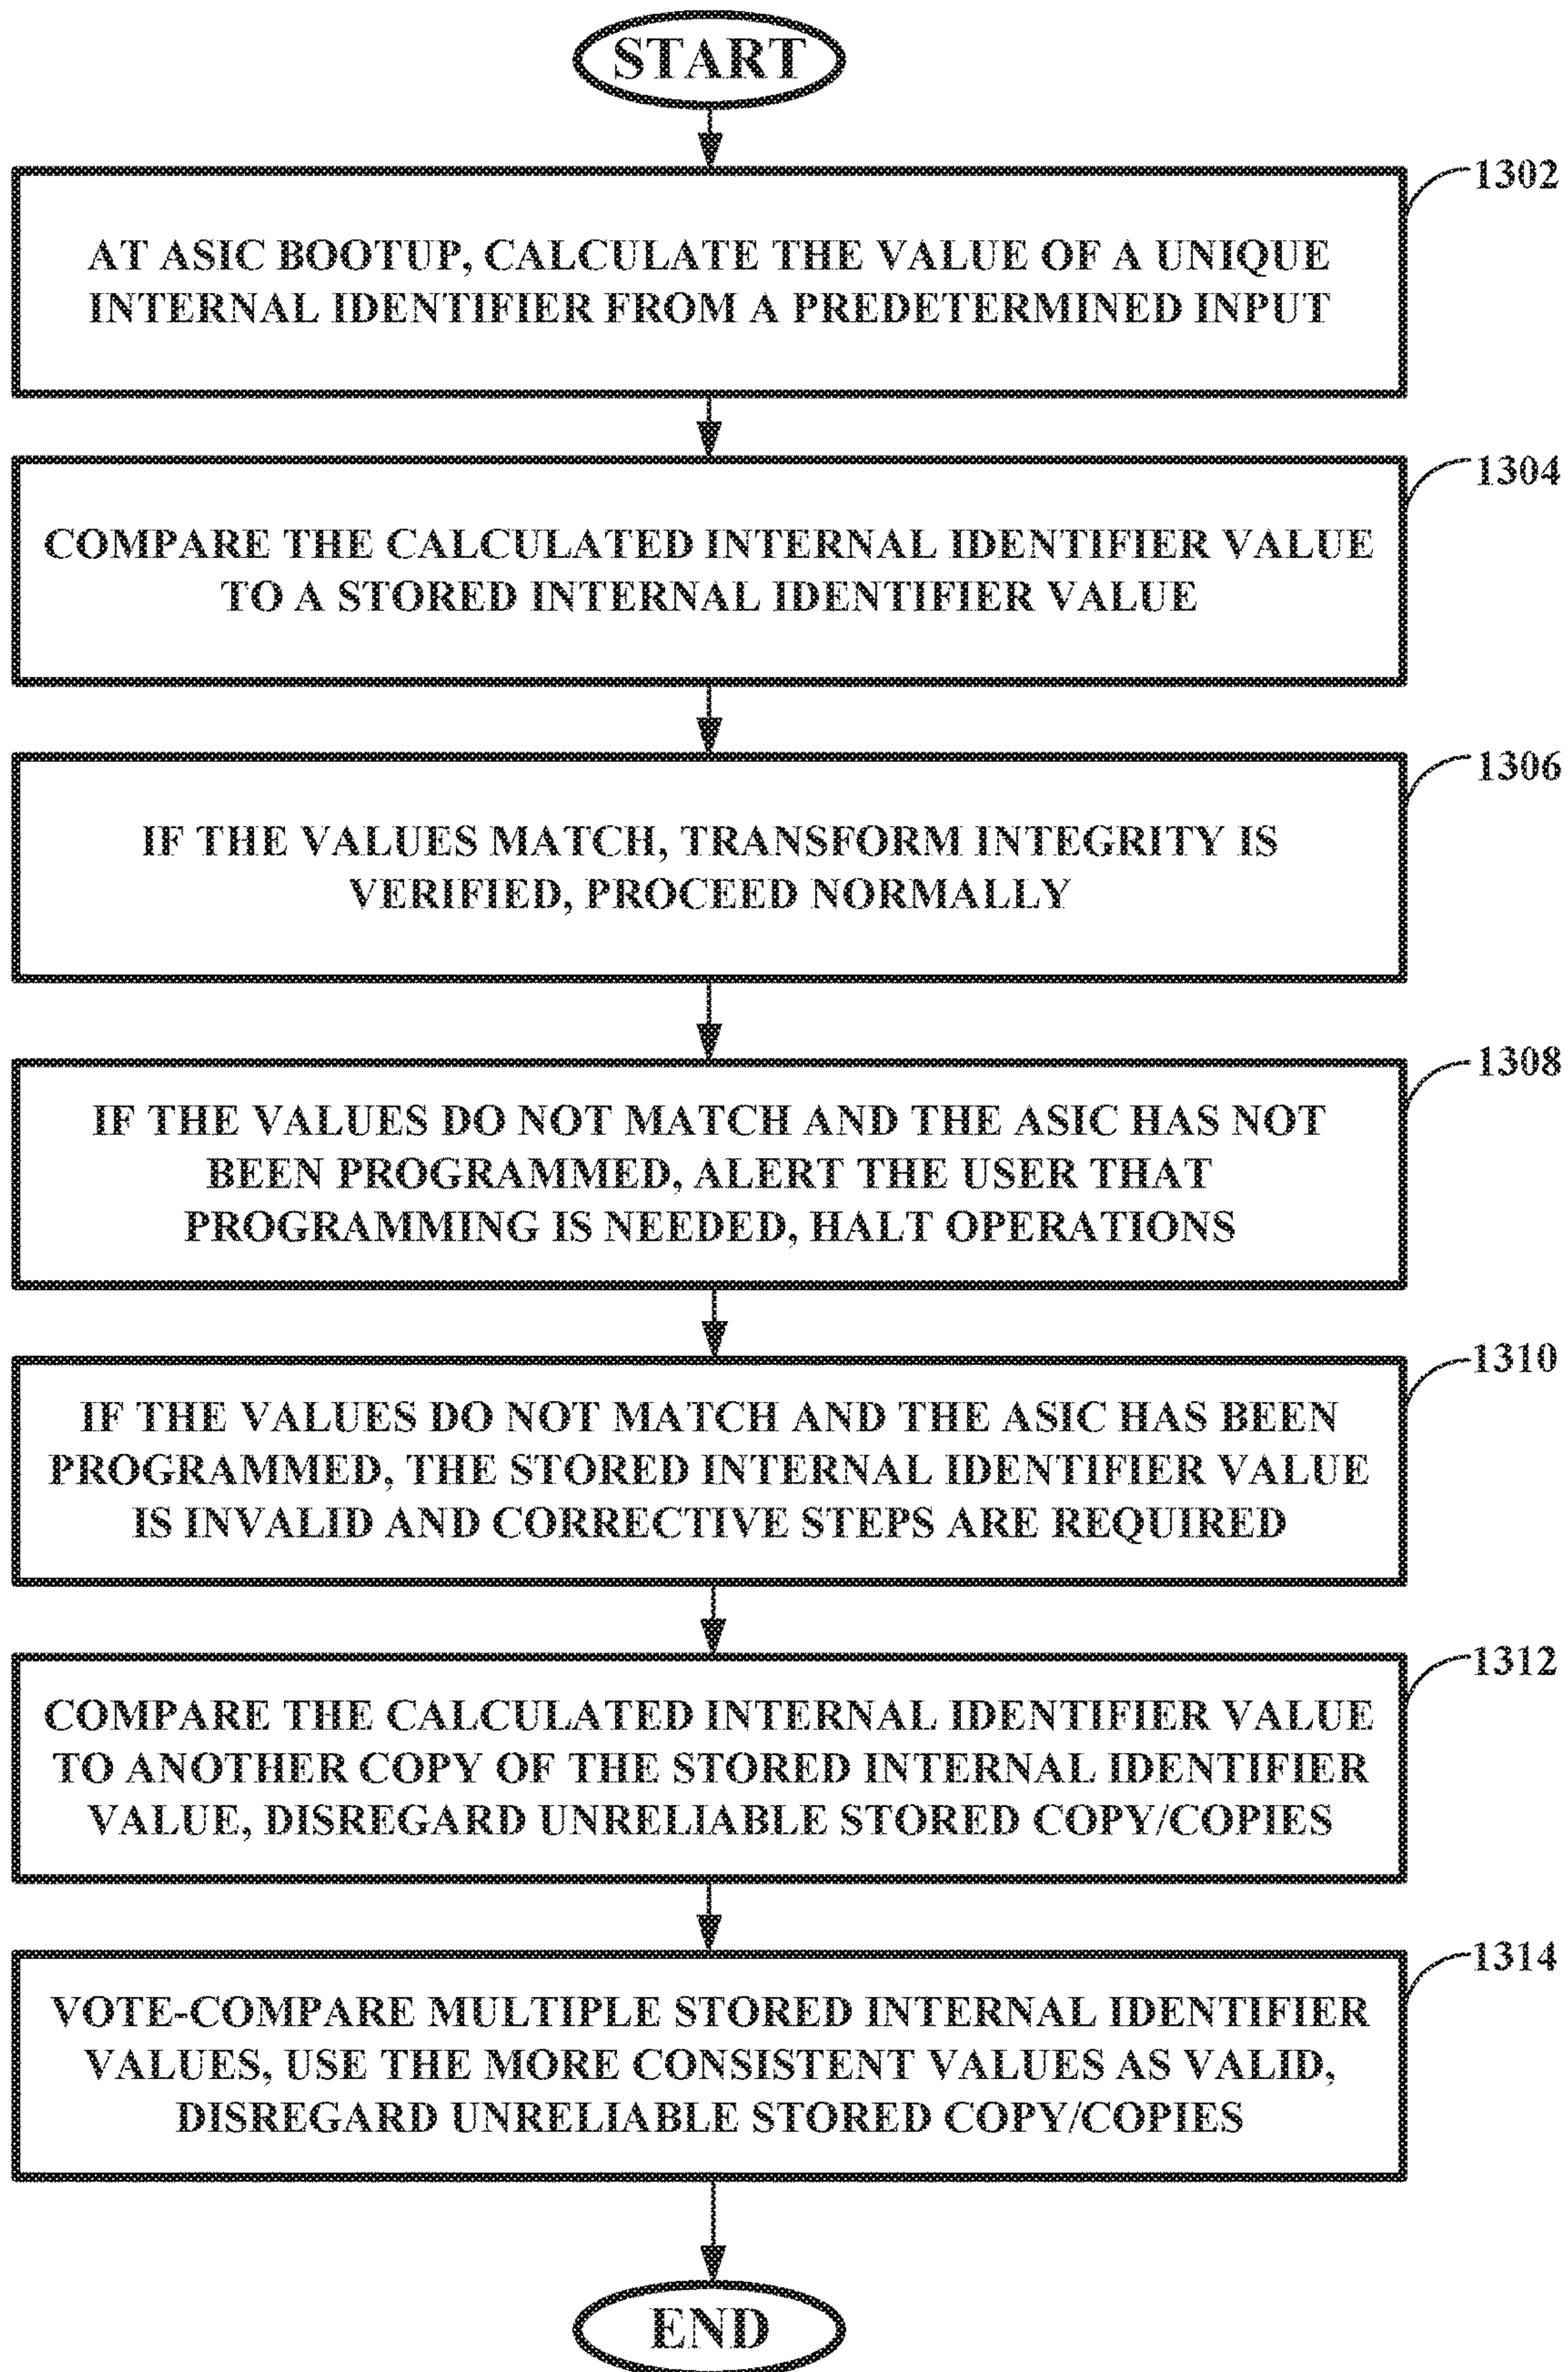 START
1302
AT ASIC BOOTUP, CALCULATE THE VALUE OF A UNIQUE
INTERNAL IDENTIFIER FROM A PREDETERMINED INPUT
1304
COMPARE THE CALCULATED INTERNAL IDENTIFIER VALUE
TO A STORED INTERNAL IDENTIFIER VALUE
1306
IF THE VALUES MATCH, TRANSFORM INTEGRITY IS
VERIFIED, PROCEED NORMALLY
1308
IF THE VALUES DO NOT MATCH AND THE ASIC HAS NOT
BEEN PROGRAMMED, ALERT THE USER THAT
PROGRAMMING IS NEEDED, HALT OPERATIONS
1310
IF THE VALUES DO NOT MATCH AND THE ASIC HAS BEEN
PROGRAMMED, THE STORED INTERNAL IDENTIFIER VALUE
IS INVALID AND CORRECTIVE STEPS ARE REQUIRED
1312
COMPARE THE CALCULATED INTERNAL IDENTIFIER VALUE
TO ANOTHER COPY OF THE STORED INTERNAL IDENTIFIER
VALUE, DISREGARD UNRELIABLE STORED COPY/COPIES
1314
VOTE-COMPARE MULTIPLE STORED INTERNAL IDENTIFIER
VALUES, USE THE MORE CONSISTENT VALUES AS VALID,
DISREGARD UNRELIABLE STORED COPY/COPIES
END